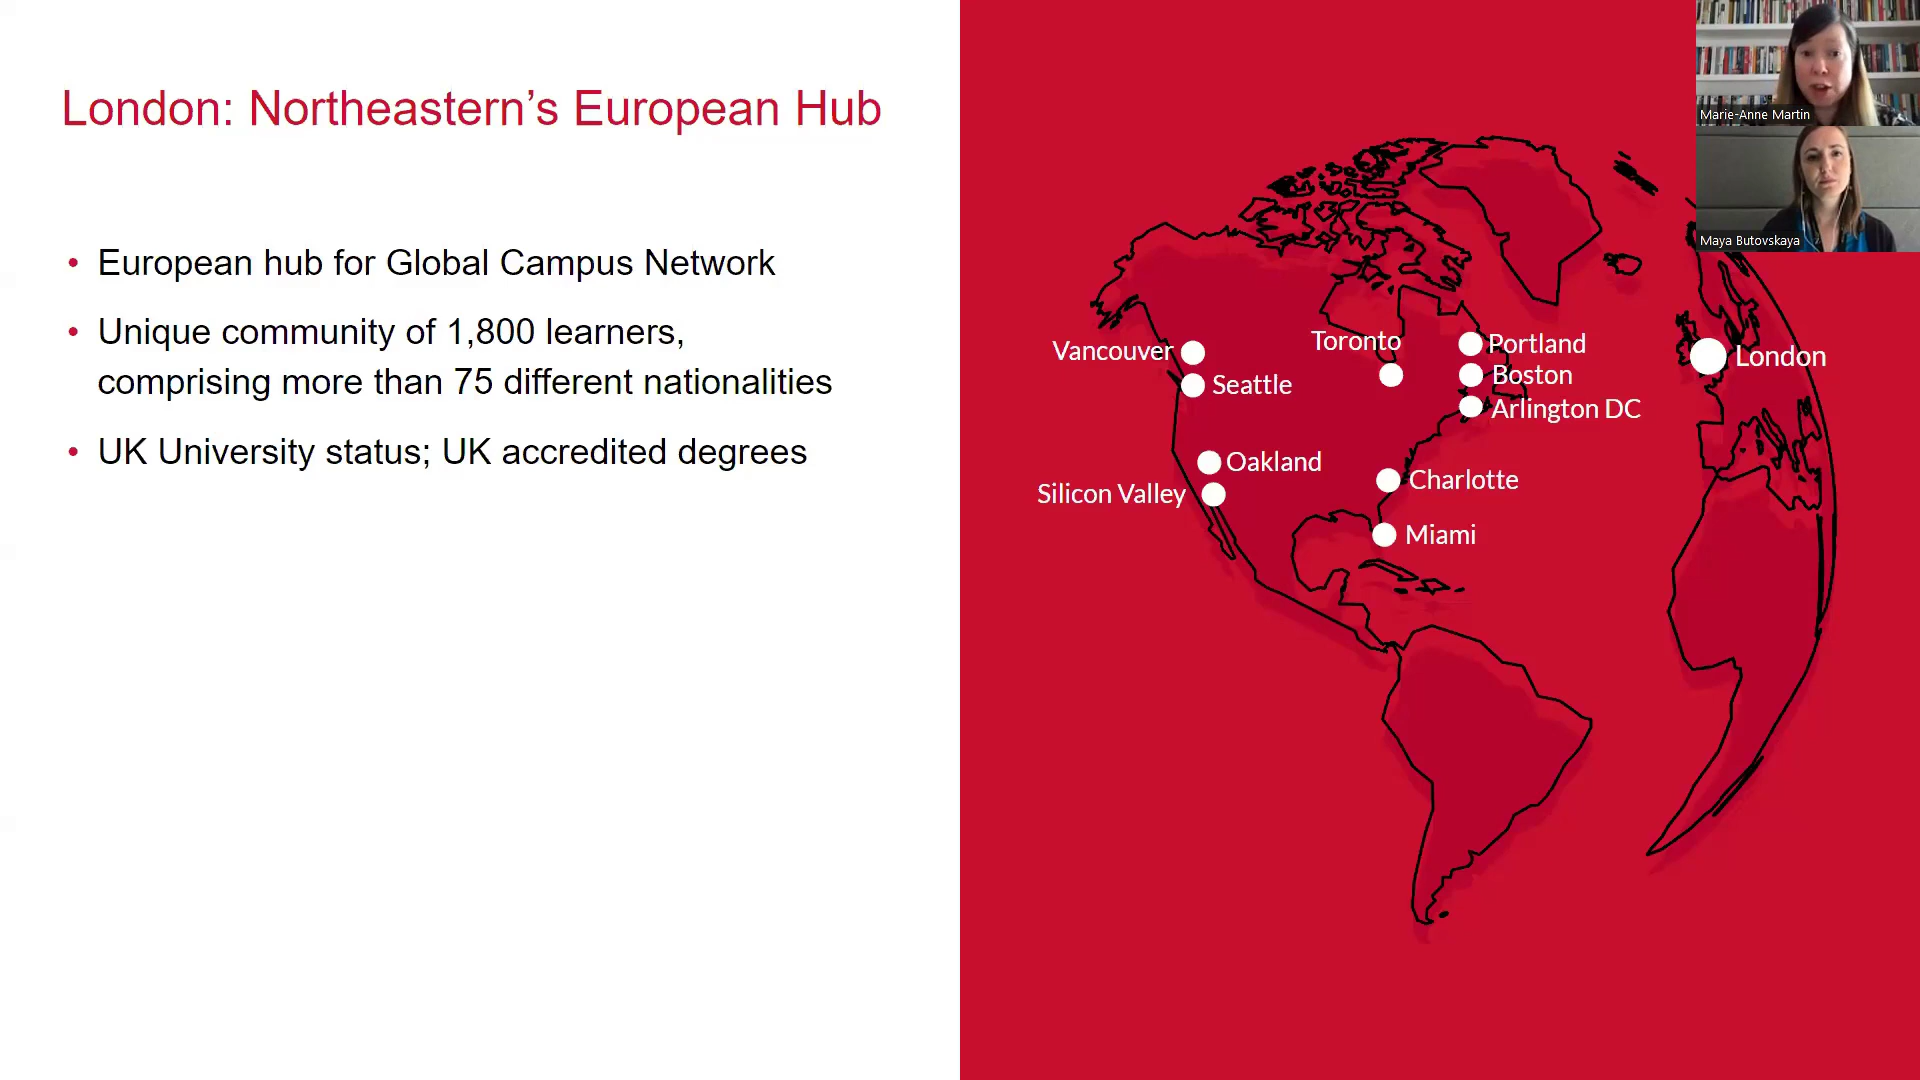 London: Northeastern’s European Hub
• European hub for Global Campus Network
• Unique community of 1,800 learners,
comprising more than 75 different nationalities
• UK University status; UK accredited degrees
Marie-Anne Martin
Maya Butovskaya
Vancouver
Seattle
Toronto
Portland
Boston
Arlington DC
London
Oakland
Silicon Valley
Charlotte
Miami